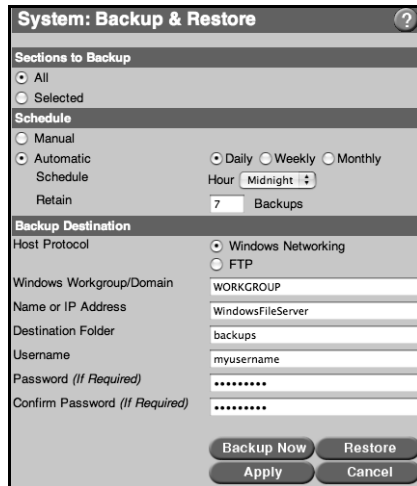 System: Backup & Restore ?
Sections to Backup
All
Selected
Schedule
Manual
Automatic Daily Weekly Monthly
Schedule Hour Midnight
Retain 7 Backups
Backup Destination
Host Protocol Windows Networking
FTP
Windows Workgroup/Domain WORKGROUP
Name or IP Address WindowsFileServer
Destination Folder backups
Username myusername
Password (If Required) •••••••••
Confirm Password (If Required) •••••••••
Backup Now Restore
Apply Cancel